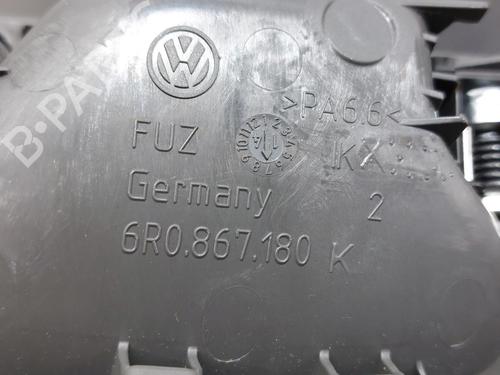 >PA6.6<
FUZ
KX
Germany
2
6R0.867.180 K
B-PARTS